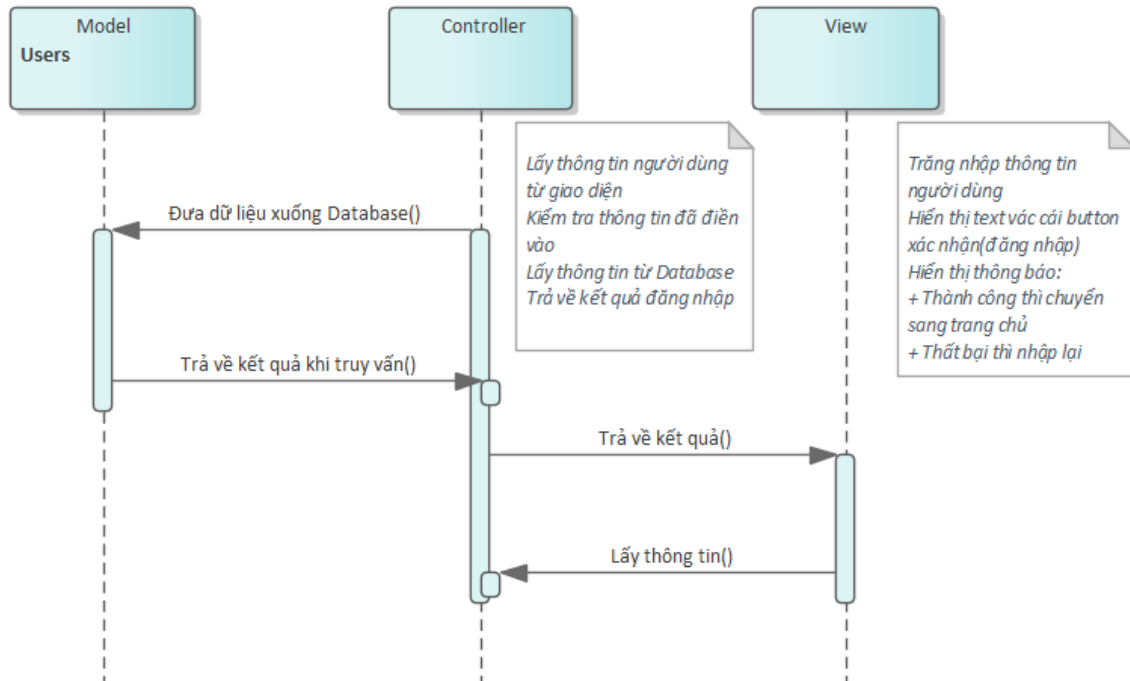 Model
Users
Controller
View
Lấy thông tin người dùng
từ giao diện
Kiểm tra thông tin đã điền
vào
Lấy thông tin từ Database
Trả về kết quả đăng nhập
Trăng nhập thông tin
người dùng
Hiển thị text vác cái button
xác nhận(đăng nhập)
Hiển thị thông báo:
+ Thành công thì chuyển
sang trang chủ
+ Thất bại thì nhập lại
Đưa dữ liệu xuống Database()
Trả về kết quả khi truy vấn()
Trả về kết quả()
Lấy thông tin()